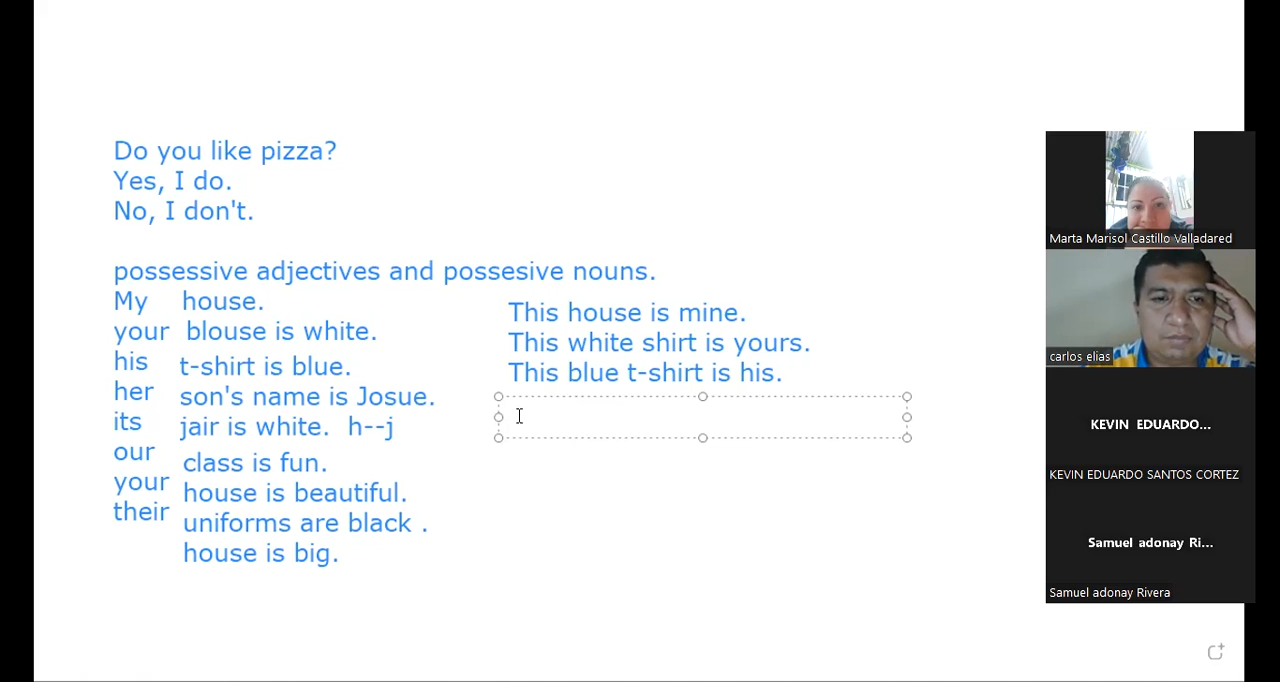 Do you like pizza?
Yes, I do.
No, I don't.
possessive adjectives and possesive nouns.
My house.
your blouse is white.
his t-shirt is blue.
her son's name is Josue.
its jair is white. h--j
our class is fun.
your house is beautiful.
their uniforms are black .
house is big.
This house is mine.
This white shirt is yours.
This blue t-shirt is his.
Marta Marisol Castillo Valladared
carlos elias
KEVIN EDUARDO...
KEVIN EDUARDO SANTOS CORTEZ
Samuel adonay Ri...
Samuel adonay Rivera